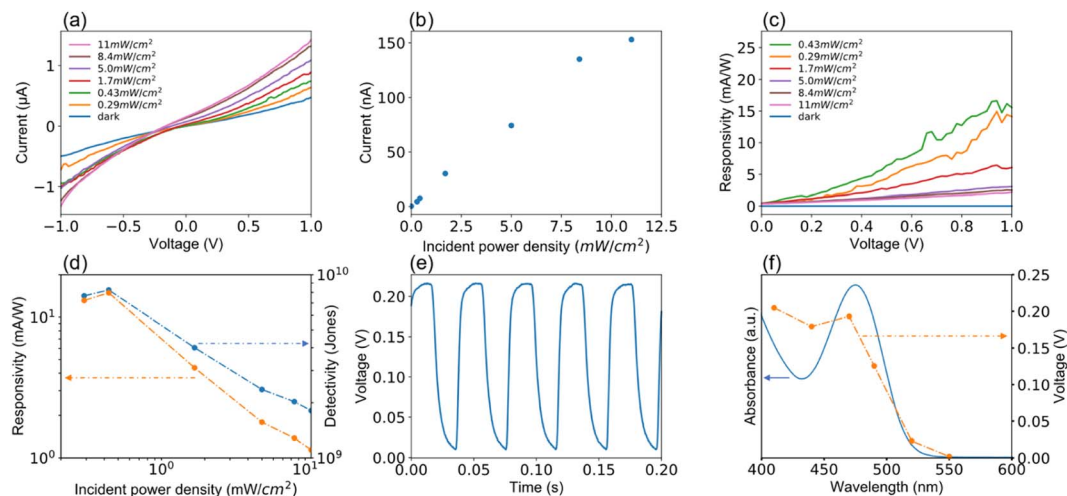 (a)
11mW/cm²
8.4mW/cm²
5.0mW/cm²
1.7mW/cm²
0.43mW/cm²
0.29mW/cm²
dark
Current (μA)
1
0
−1
−1.0 −0.5 0.0 0.5 1.0
Voltage (V)
(b)
Current (nA)
150
100
50
0
0.0 2.5 5.0 7.5 10.0 12.5
Incident power density (mW/cm²)
(c)
0.43mW/cm²
0.29mW/cm²
1.7mW/cm²
5.0mW/cm²
8.4mW/cm²
11mW/cm²
dark
Responsivity (mA/W)
25
20
15
10
5
0
0.0 0.2 0.4 0.6 0.8 1.0
Voltage (V)
(d)
Responsivity (mA/W)
10¹
10⁰
10⁰ 10¹
Incident power density (mW/cm²)
10¹⁰
10⁹
Detectivity (Jones)
(e)
Voltage (V)
0.20
0.15
0.10
0.05
0.00
0.00 0.05 0.10 0.15 0.20
Time (s)
(f)
Absorbance (a.u.)
400 450 500 550 600
Wavelength (nm)
0.25
0.20
0.15
0.10
0.05
0.00
Voltage (V)